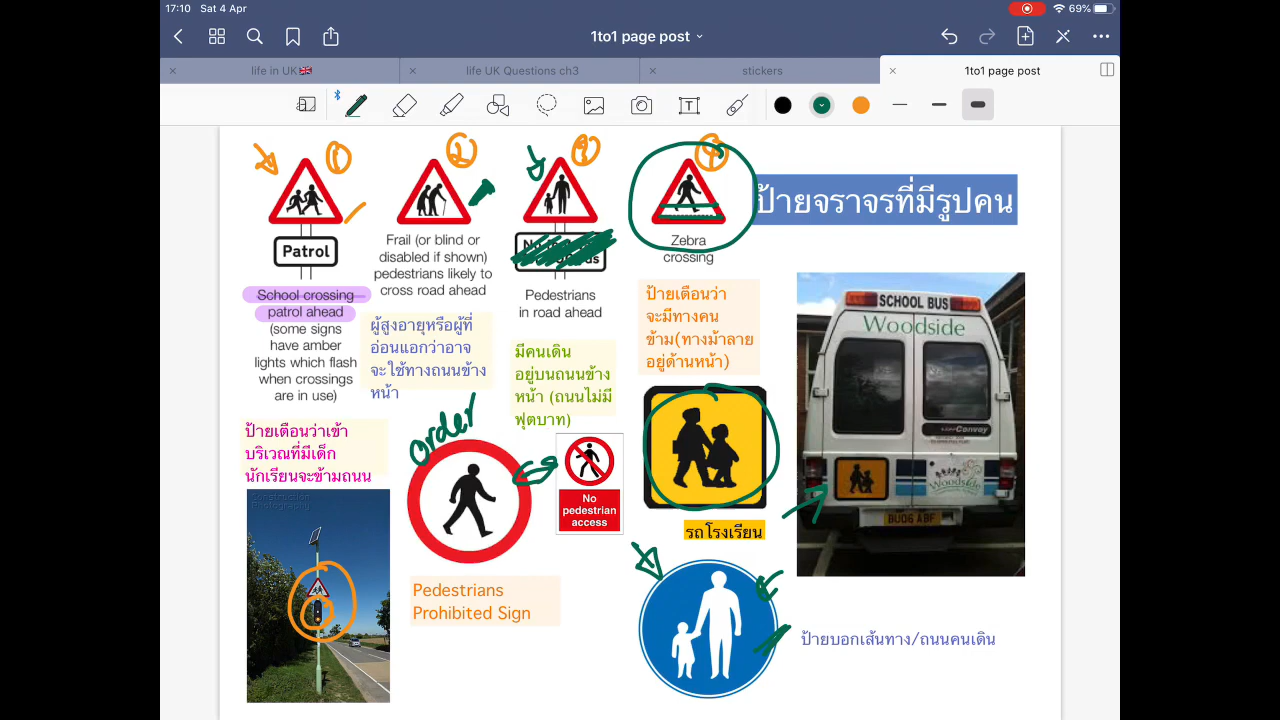 17:10 Sat 4 Apr
69%
1to1 page post
life in UK🇬🇧
life UK Questions ch3
stickers
1to1 page post
1
2
4
ป้ายจราจรที่มีรูปคน
Patrol
School crossing
patrol ahead
(some signs
have amber
lights which flash
when crossings
are in use)
ป้ายเตือนว่าเข้า
บริเวณที่มีเด็ก
นักเรียนจะข้ามถนน
Frail (or blind or
disabled if shown)
pedestrians likely to
cross road ahead
ผู้สูงอายุหรือผู้ที่
อ่อนแอกว่าอาจ
จะใช้ทางถนนข้าง
หน้า
Pedestrians
in road ahead
มีคนเดิน
อยู่บนถนนข้าง
หน้า (ถนนไม่มี
ฟุตบาท)
Zebra
crossing
ป้ายเตือนว่า
จะมีทางคน
ข้าม(ทางม้าลาย
อยู่ด้านหน้า)
order
No
pedestrian
access
Pedestrians
Prohibited Sign
รถโรงเรียน
SCHOOL BUS
Woodside
Convoy
Woodside
BU06 ABF
ป้ายบอกเส้นทาง/ถนนคนเดิน
Construction
Photography